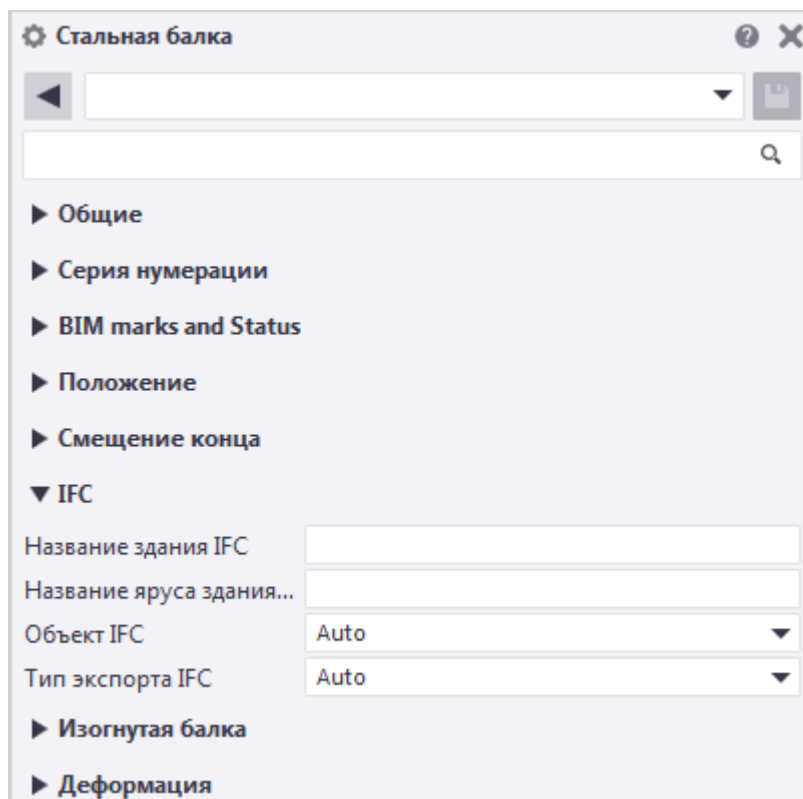 Стальная балка
Общие
Серия нумерации
BIM marks and Status
Положение
Смещение конца
IFC
Название здания IFC
Название яруса здания...
Объект IFC Auto
Тип экспорта IFC Auto
Изогнутая балка
Деформация